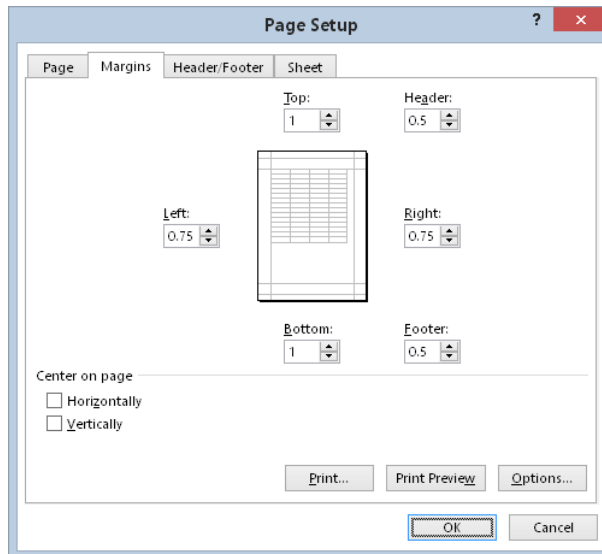 Page Setup ? ×
Page Margins Header/Footer Sheet
Top: Header:
1 0.5
Left: Right:
0.75 0.75
Bottom: Footer:
1 0.5
Center on page
Horizontally
Vertically
Print... Print Preview Options...
OK Cancel